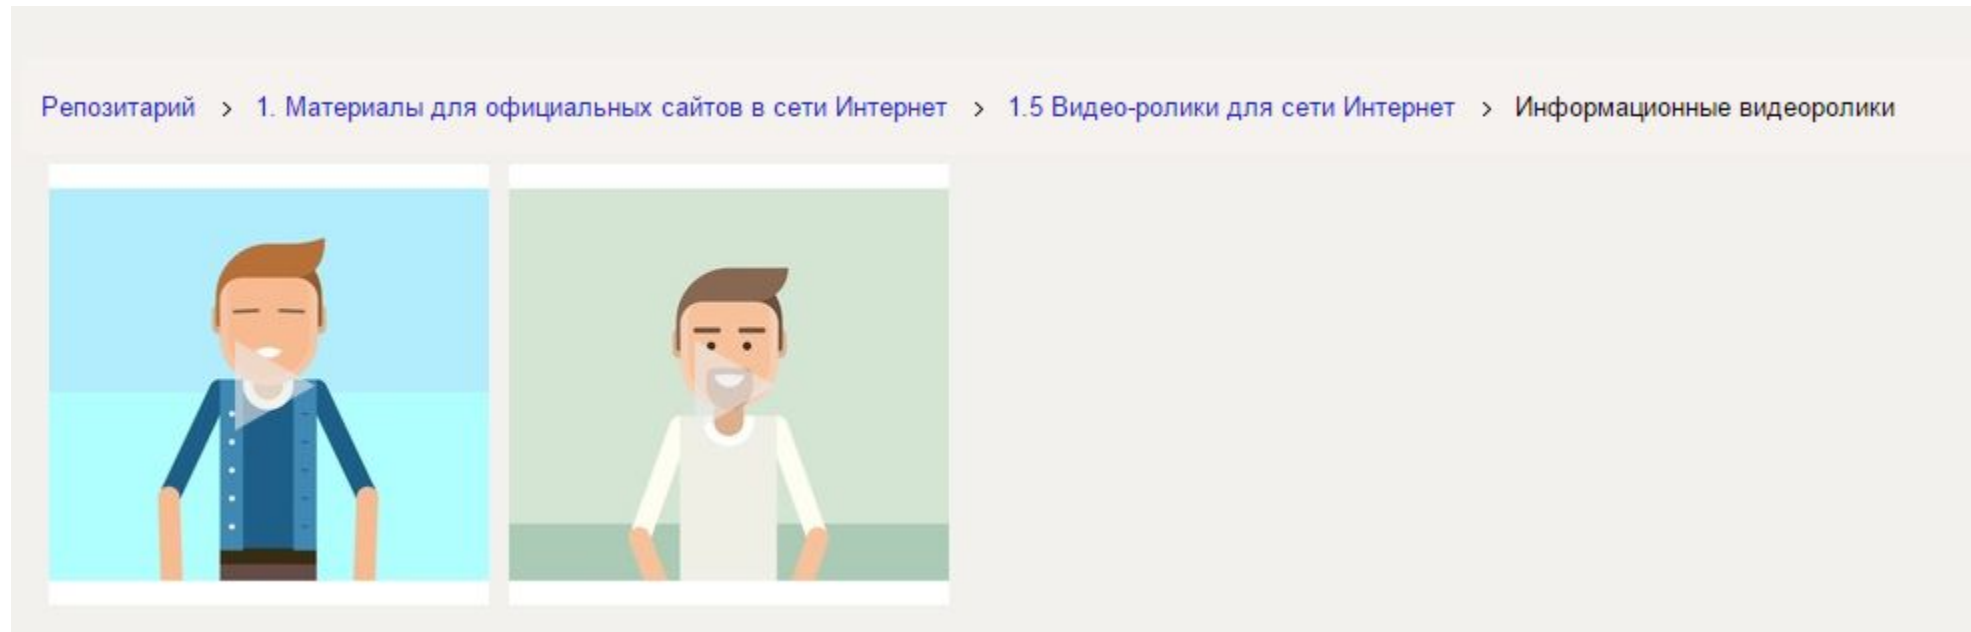 Репозитарий > 1. Материалы для официальных сайтов в сети Интернет > 1.5 Видео-ролики для сети Интернет > Информационные видеоролики